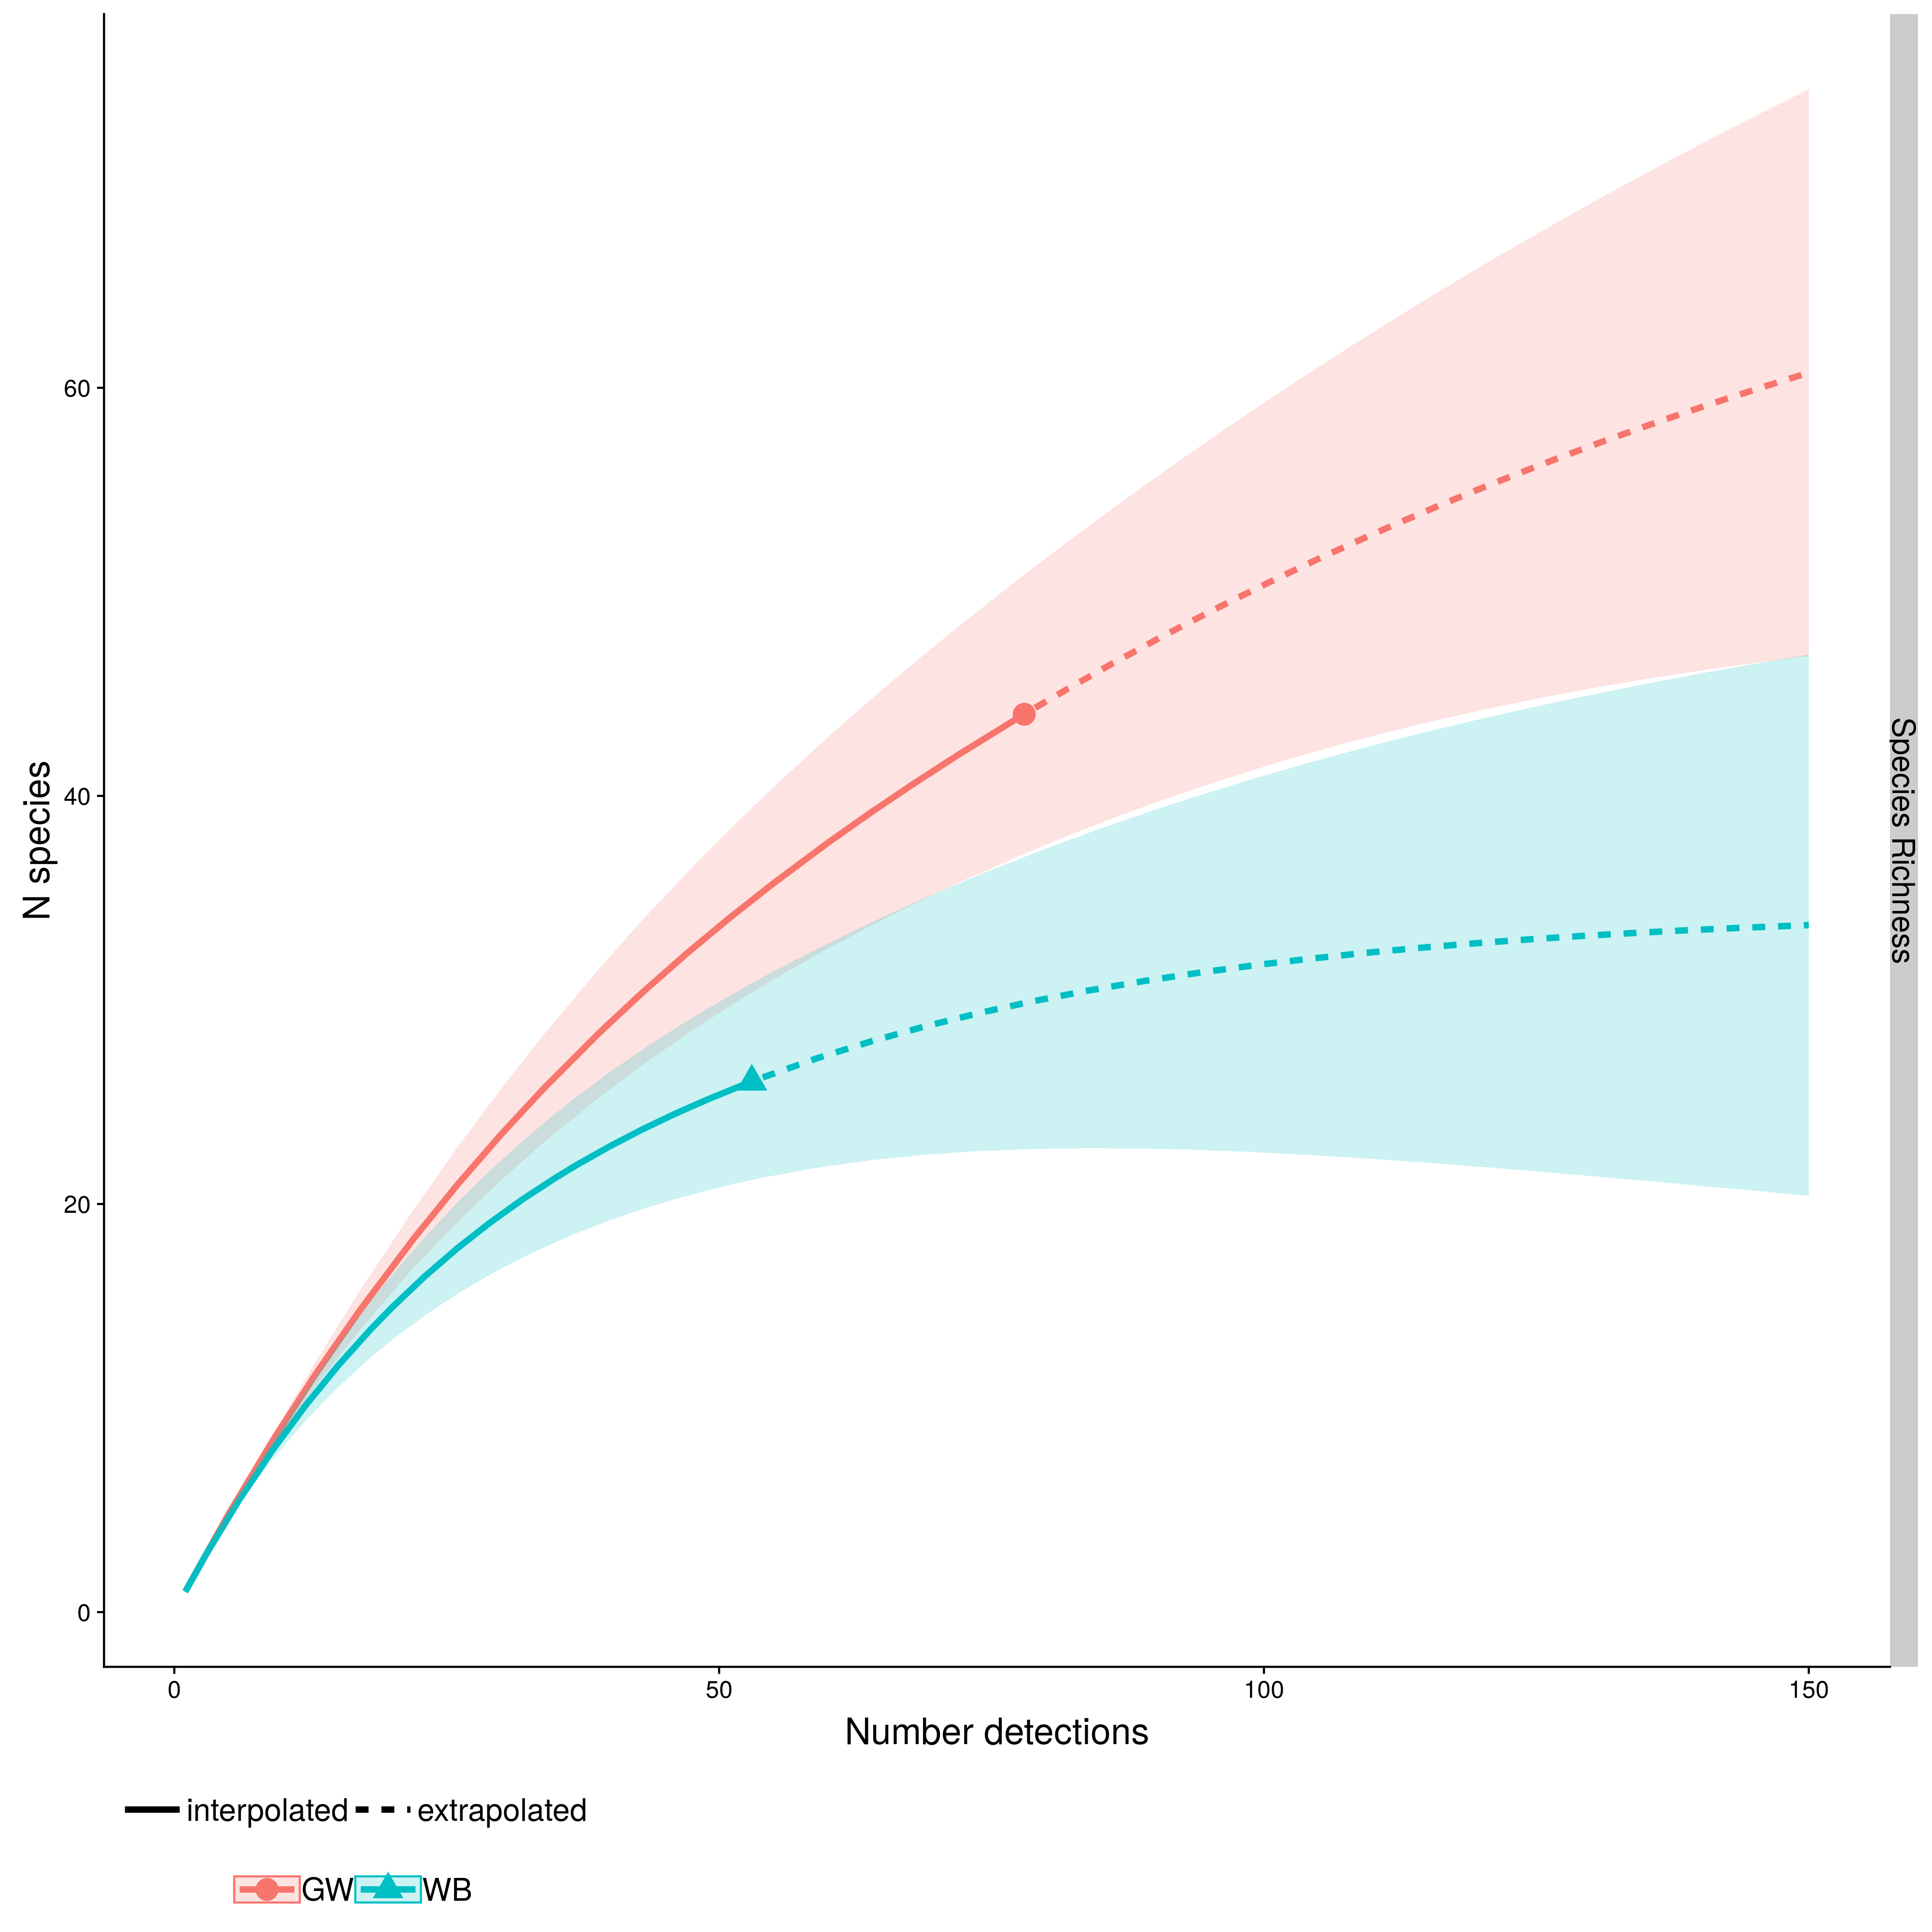 60
40
20
0
N species
Species Richness
0 50 100 150
Number detections
interpolated extrapolated
GW WB